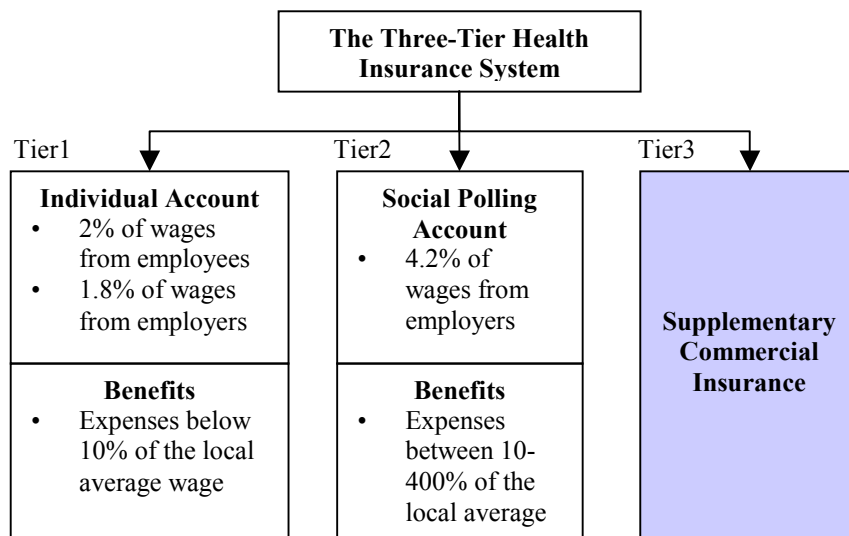 The Three-Tier Health
Insurance System
Tier1
Individual Account
• 2% of wages
from employees
• 1.8% of wages
from employers
Benefits
• Expenses below
10% of the local
average wage
Tier2
Social Polling
Account
• 4.2% of
wages from
employers
Benefits
• Expenses
between 10-
400% of the
local average
Tier3
Supplementary
Commercial
Insurance